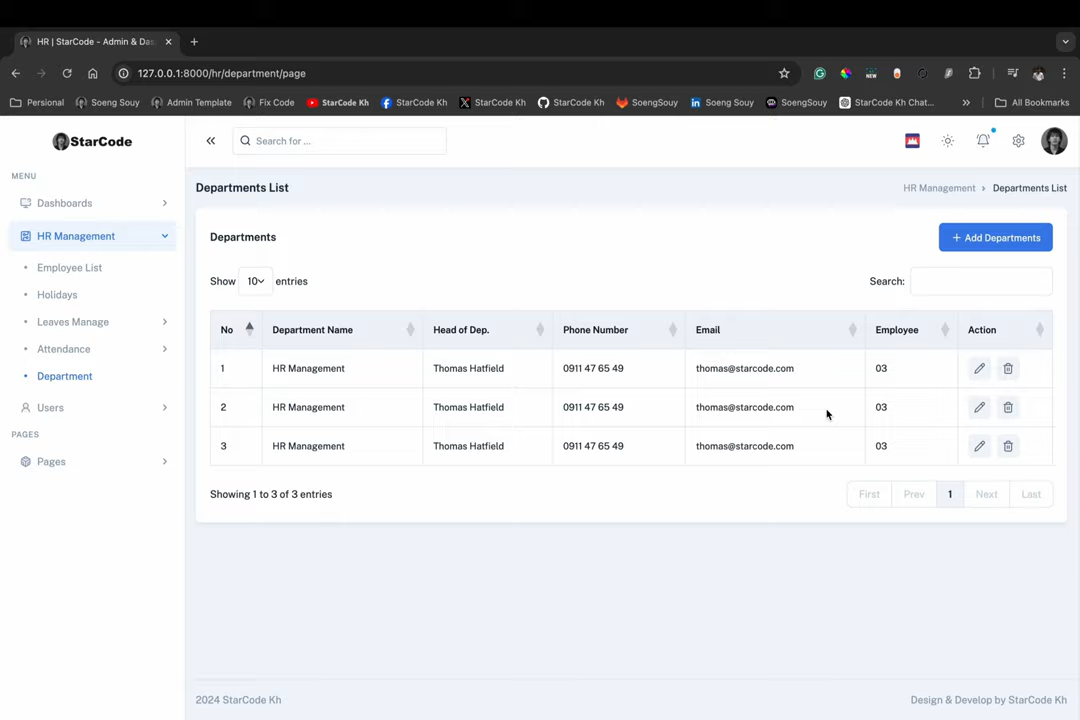 HR | StarCode - Admin & Das
127.0.0.1:8000/hr/department/page
NEW
Personal Soeng Souy Admin Template Fix Code StarCode Kh StarCode Kh StarCode Kh StarCode Kh SoengSouy Soeng Souy SoengSouy StarCode Kh Chat... » All Bookmarks
StarCode
Search for ...
MENU
Dashboards
HR Management
Employee List
Holidays
Leaves Manage
Attendance
Department
Users
PAGES
Pages
Departments List
HR Management Departments List
Departments
+ Add Departments
Show 10 entries
Search:
No Department Name Head of Dep. Phone Number Email Employee Action
1 HR Management Thomas Hatfield 0911 47 65 49 thomas@starcode.com 03
2 HR Management Thomas Hatfield 0911 47 65 49 thomas@starcode.com 03
3 HR Management Thomas Hatfield 0911 47 65 49 thomas@starcode.com 03
Showing 1 to 3 of 3 entries
First Prev 1 Next Last
2024 StarCode Kh
Design & Develop by StarCode Kh